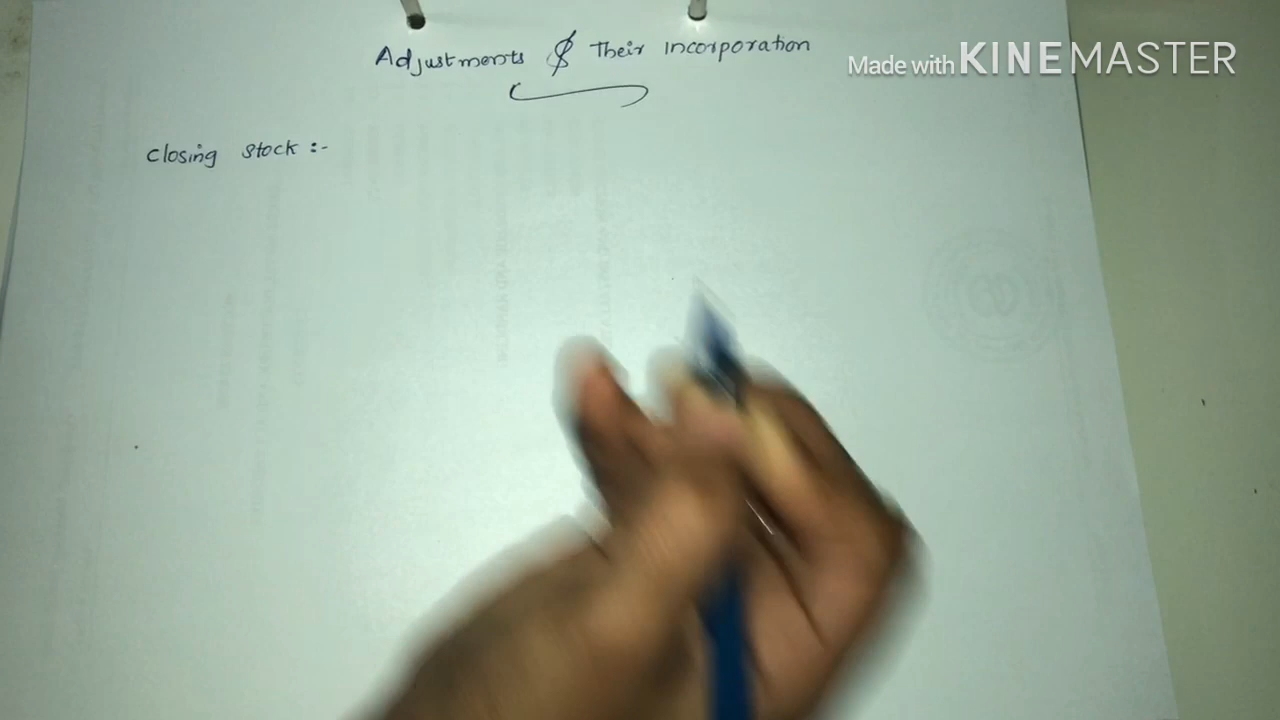 Adjustments & Their Incorporation
Made with KINEMASTER
Closing stock :-